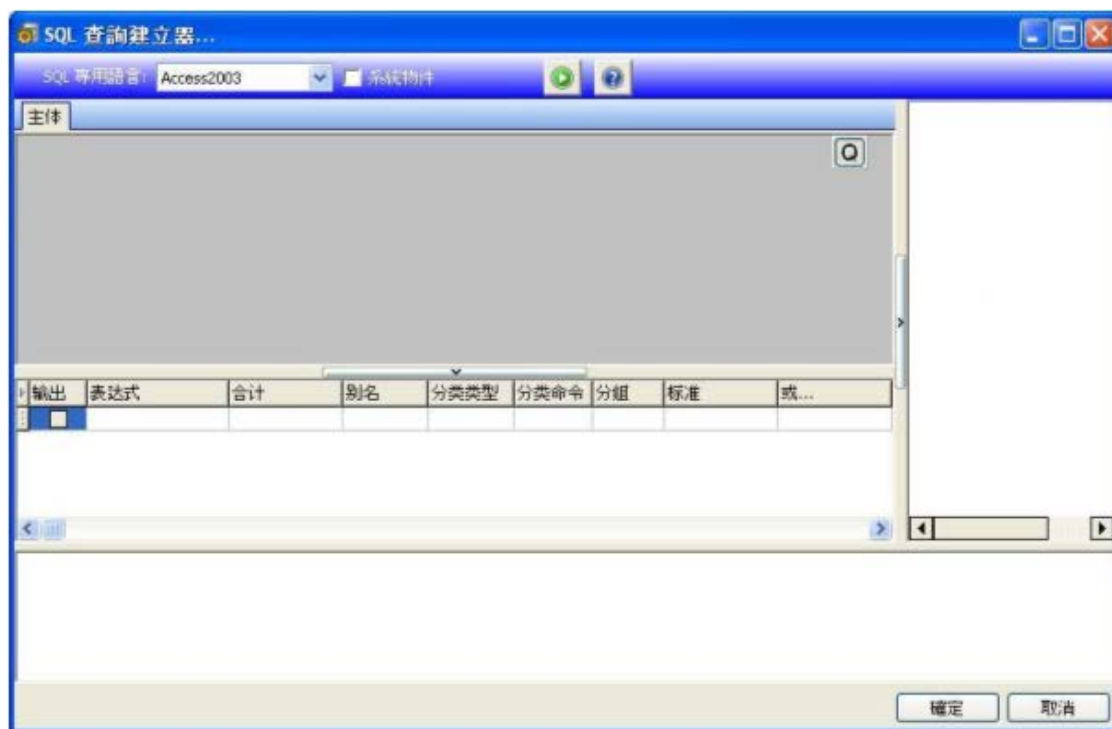 SQL 查詢建立器...
SQL 專用語言: Access2003 系統物件
主体
Q
输出 表达式 合计 别名 分类类型 分类命令 分组 标准 或...
確定 取消